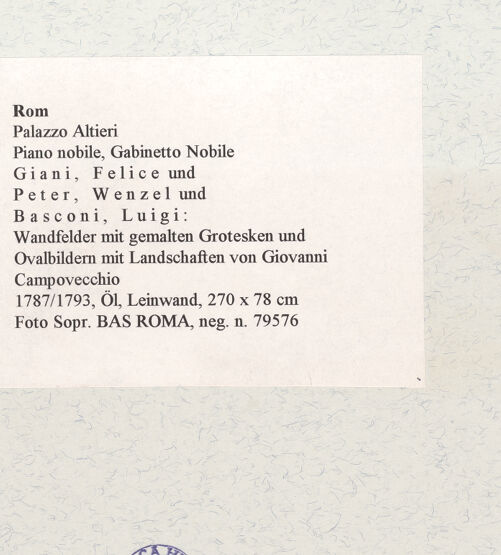 Rom
Palazzo Altieri
Piano nobile, Gabinetto Nobile
Giani, Felice und
Peter, Wenzel und
Basconi, Luigi:
Wandfelder mit gemalten Grotesken und
Ovalbildern mit Landschaften von Giovanni
Campovecchio
1787/1793, Öl, Leinwand, 270 x 78 cm
Foto Sopr. BAS ROMA, neg. n. 79576